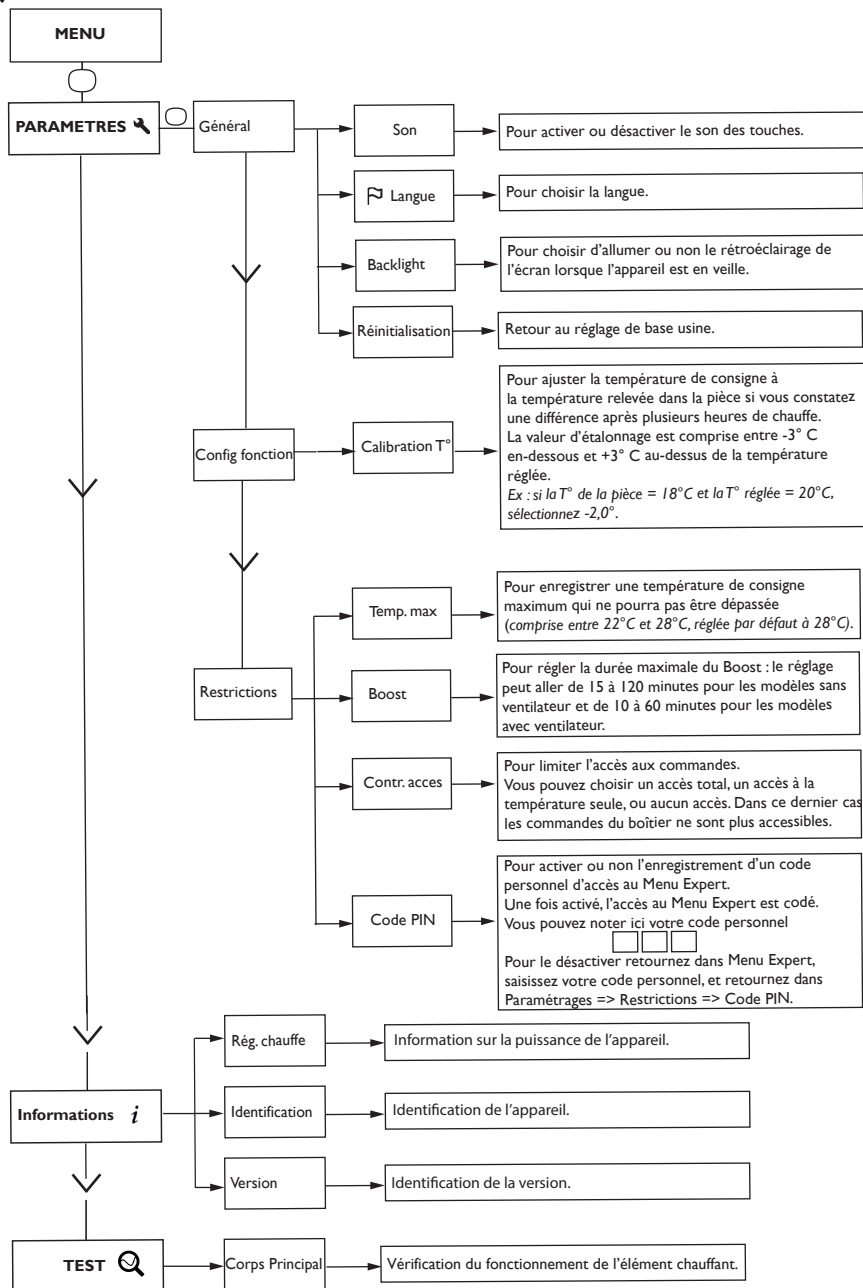 MENU
PARAMETRES
Général
Son
Pour activer ou désactiver le son des touches.
Langue
Pour choisir la langue.
Backlight
Pour choisir d'allumer ou non le rétroéclairage de
l'écran lorsque l'appareil est en veille.
Réinitialisation
Retour au réglage de base usine.
Config fonction
Calibration T°
Pour ajuster la température de consigne à
la température relevée dans la pièce si vous constatez
une différence après plusieurs heures de chauffe.
La valeur d'étalonnage est comprise entre -3° C
en-dessous et +3° C au-dessus de la température
réglée.
Ex : si la T° de la pièce = 18°C et la T° réglée = 20°C,
sélectionnez -2,0°.
Restrictions
Temp. max
Pour enregistrer une température de consigne
maximum qui ne pourra pas être dépassée
(comprise entre 22°C et 28°C, réglée par défaut à 28°C).
Boost
Pour régler la durée maximale du Boost : le réglage
peut aller de 15 à 120 minutes pour les modèles sans
ventilateur et de 10 à 60 minutes pour les modèles
avec ventilateur.
Contr. acces
Pour limiter l'accès aux commandes.
Vous pouvez choisir un accès total, un accès à la
température seule, ou aucun accès. Dans ce dernier cas
les commandes du boîtier ne sont plus accessibles.
Code PIN
Pour activer ou non l'enregistrement d'un code
personnel d'accès au Menu Expert.
Une fois activé, l'accès au Menu Expert est codé.
Vous pouvez noter ici votre code personnel
Pour le désactiver retournez dans Menu Expert,
saisissez votre code personnel, et retournez dans
Paramétrages => Restrictions => Code PIN.
Informations i
Rég. chauffe
Information sur la puissance de l'appareil.
Identification
Identification de l'appareil.
Version
Identification de la version.
TEST
Corps Principal
Vérification du fonctionnement de l'élément chauffant.